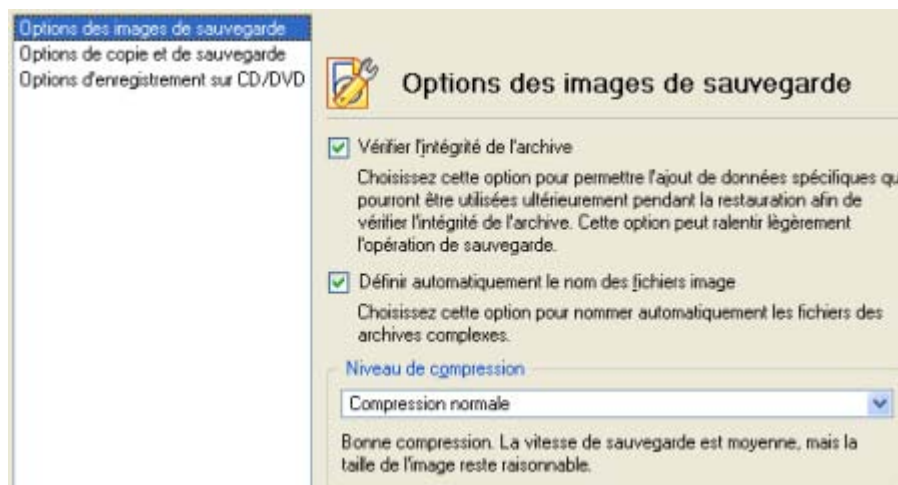 Options des images de sauvegarde
Options de copie et de sauvegarde
Options d'enregistrement sur CD/DVD
Options des images de sauvegarde
Vérifier l'intégrité de l'archive
Choisissez cette option pour permettre l'ajout de données spécifiques qu
pourront être utilisées ultérieurement pendant la restauration afin de
vérifier l'intégrité de l'archive. Cette option peut ralentir légèrement
l'opération de sauvegarde.
Définir automatiquement le nom des fichiers image
Choisissez cette option pour nommer automatiquement les fichiers des
archives complexes.
Niveau de compression
Compression normale
Bonne compression. La vitesse de sauvegarde est moyenne, mais la
taille de l'image reste raisonnable.